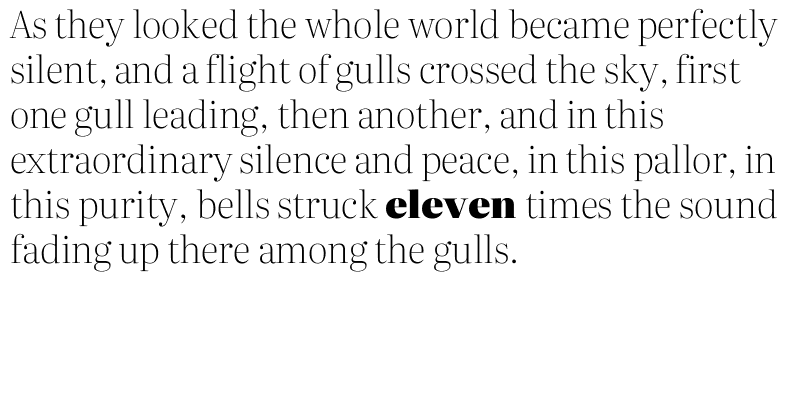 As they looked the whole world became perfectly
silent, and a flight of gulls crossed the sky, first
one gull leading, then another, and in this
extraordinary silence and peace, in this pallor, in
this purity, bells struck eleven times the sound
fading up there among the gulls.